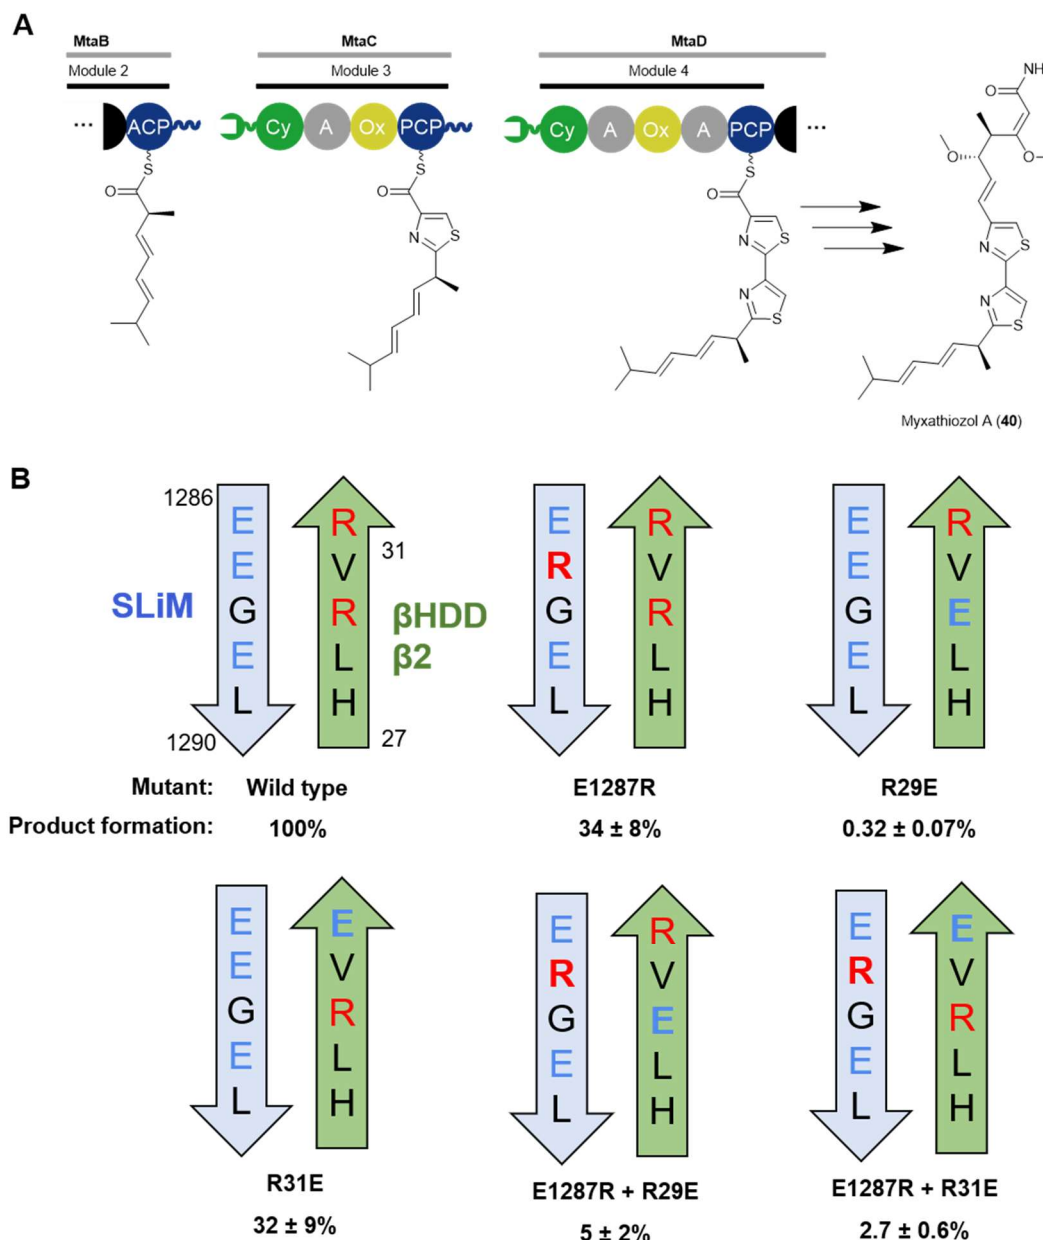 A
MtaB
MtaC
MtaD
Module 2
Module 3
Module 4
...
ACP
Cy
A
Ox
PCP
Cy
A
Ox
A
PCP
...
S
O
S
O
N
S
S
O
N
S
N
S
NH
O
O
O
N
S
N
S
Myxathiozol A (40)
B
1286
E
E
G
E
L
1290
SLiM
R
V
R
L
H
31
27
βHDD
β2
E
R
G
E
L
R
V
R
L
H
E
E
G
E
L
R
V
E
L
H
Mutant: Wild type
E1287R
R29E
Product formation: 100%
34 ± 8%
0.32 ± 0.07%
E
E
G
E
L
E
V
R
L
H
E
R
G
E
L
R
V
E
L
H
E
R
G
E
L
E
V
R
L
H
R31E
E1287R + R29E
E1287R + R31E
32 ± 9%
5 ± 2%
2.7 ± 0.6%